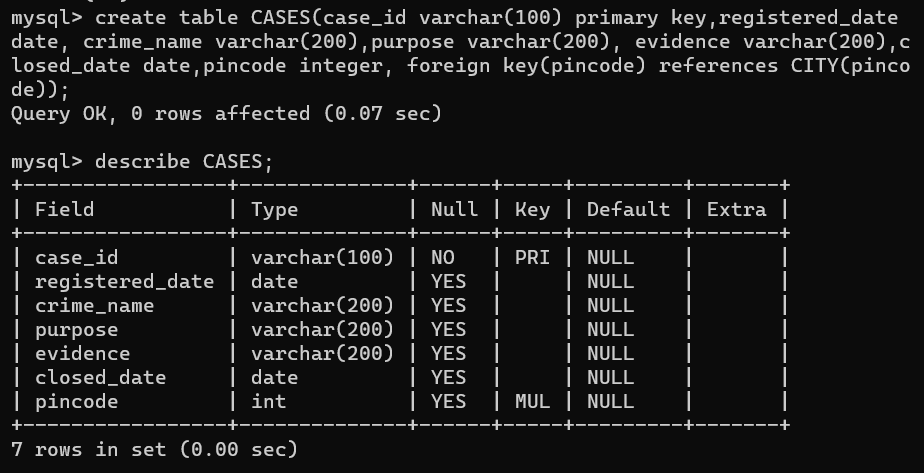 mysql> create table CASES(case_id varchar(100) primary key,registered_date
date, crime_name varchar(200),purpose varchar(200), evidence varchar(200),c
losed_date date,pincode integer, foreign key(pincode) references CITY(pinco
de));
Query OK, 0 rows affected (0.07 sec)

mysql> describe CASES;
+-----------------+--------------+------+-----+---------+-------+
| Field           | Type         | Null | Key | Default | Extra |
+-----------------+--------------+------+-----+---------+-------+
| case_id         | varchar(100) | NO   | PRI | NULL    |       |
| registered_date | date         | YES  |     | NULL    |       |
| crime_name      | varchar(200) | YES  |     | NULL    |       |
| purpose         | varchar(200) | YES  |     | NULL    |       |
| evidence        | varchar(200) | YES  |     | NULL    |       |
| closed_date     | date         | YES  |     | NULL    |       |
| pincode         | int          | YES  | MUL | NULL    |       |
+-----------------+--------------+------+-----+---------+-------+
7 rows in set (0.00 sec)